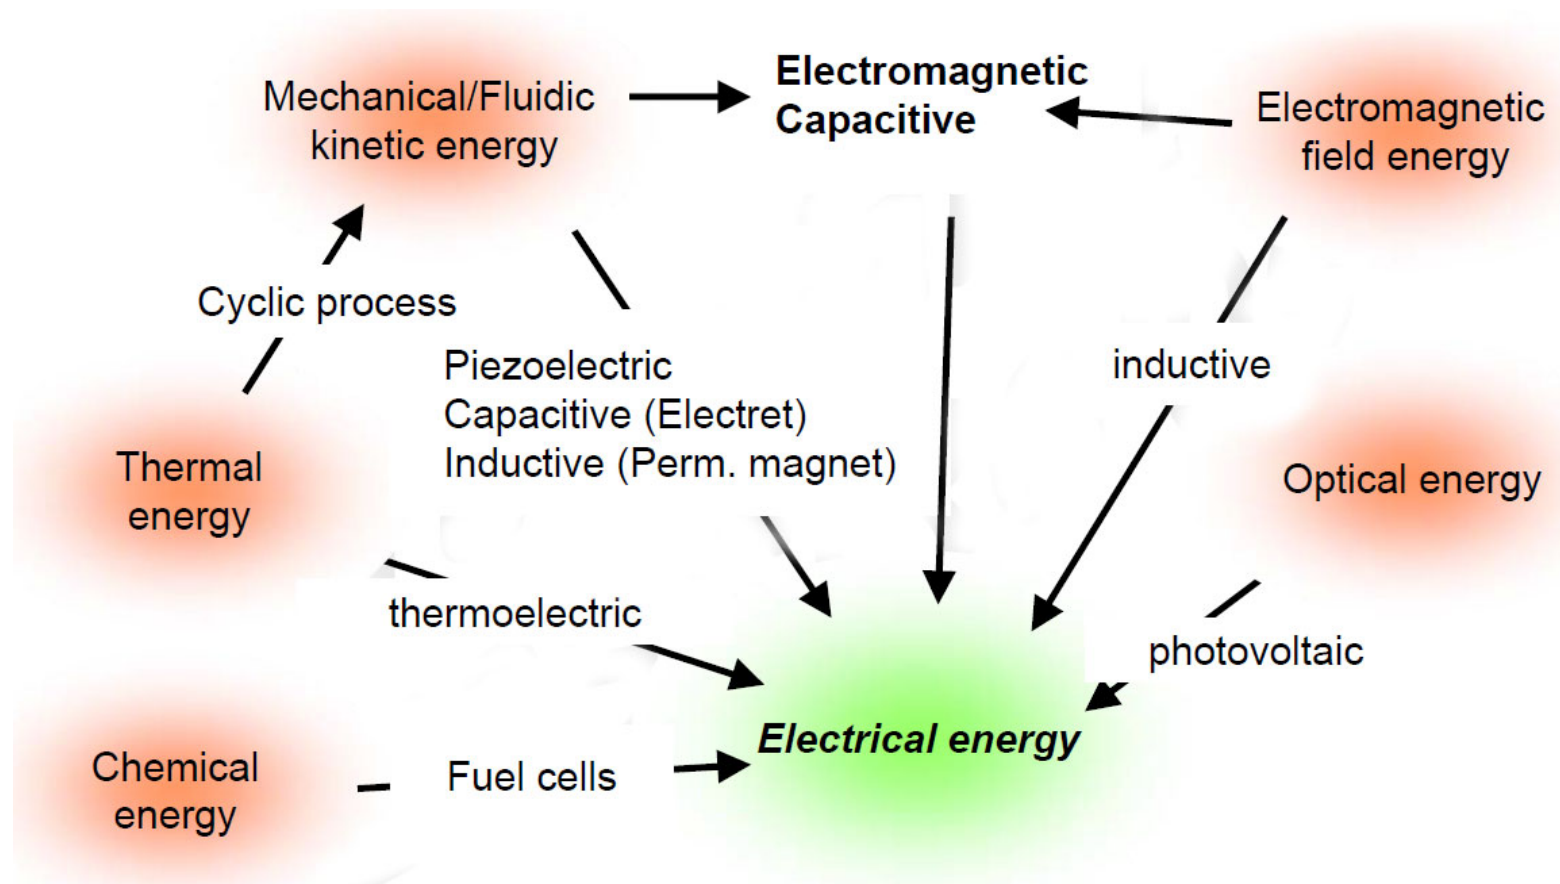 Mechanical/Fluidic
kinetic energy
Electromagnetic
Capacitive
Electromagnetic
field energy
Cyclic process
Piezoelectric
Capacitive (Electret)
Inductive (Perm. magnet)
inductive
Thermal
energy
Optical energy
thermoelectric
photovoltaic
Electrical energy
Chemical
energy
Fuel cells